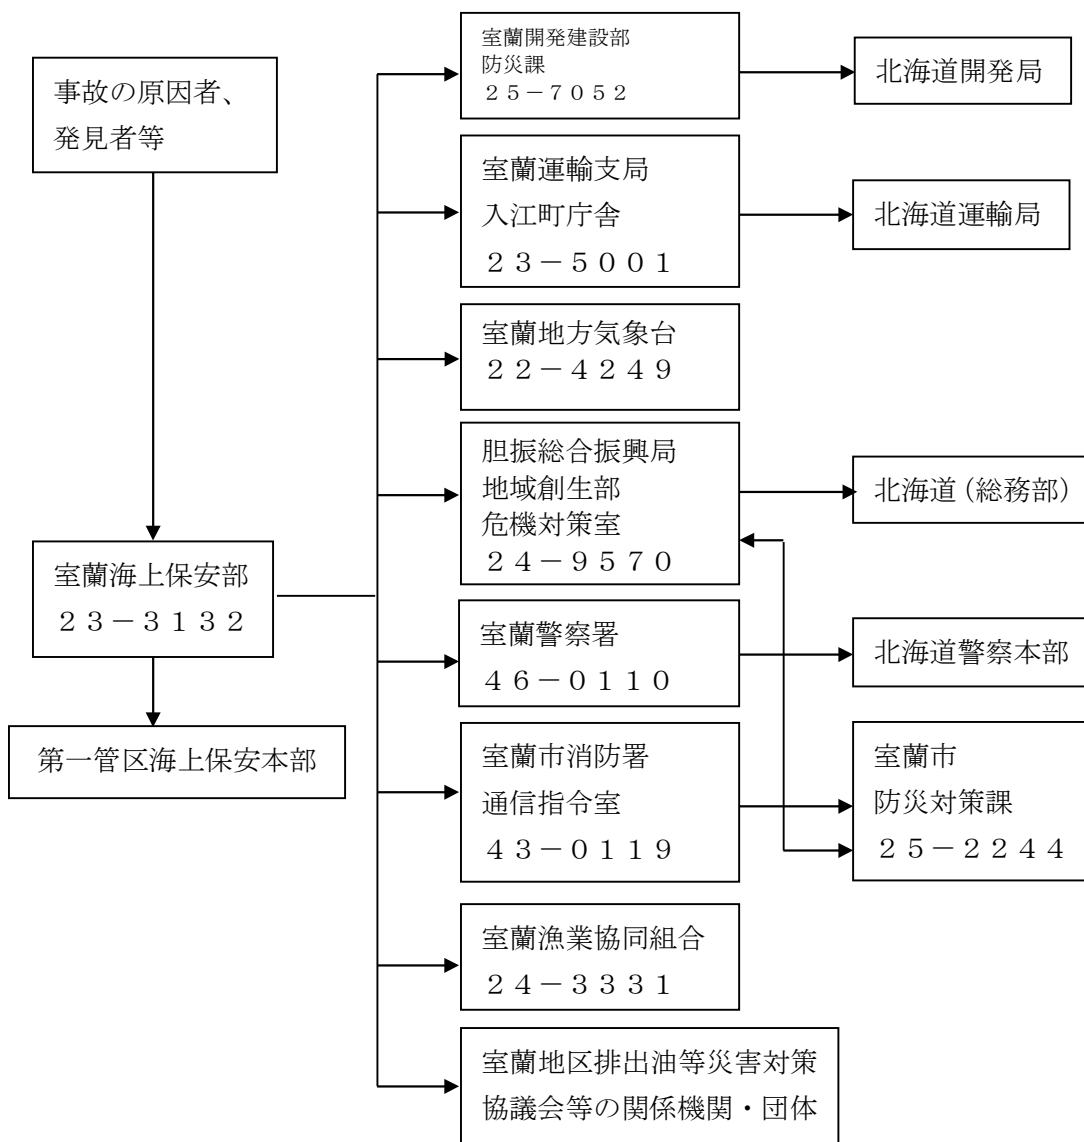 事故の原因者、
発見者等
室蘭海上保安部
２３－３１３２
第一管区海上保安本部
室蘭開発建設部
防災課
２５－７０５２
北海道開発局
室蘭運輸支局
入江町庁舎
２３－５００１
北海道運輸局
室蘭地方気象台
２２－４２４９
胆振総合振興局
地域創生部
危機対策室
２４－９５７０
北海道（総務部）
室蘭警察署
４６－０１１０
北海道警察本部
室蘭市消防署
通信指令室
４３－０１１９
室蘭市
防災対策課
２５－２２４４
室蘭漁業協同組合
２４－３３３１
室蘭地区排出油等災害対策
協議会等の関係機関・団体